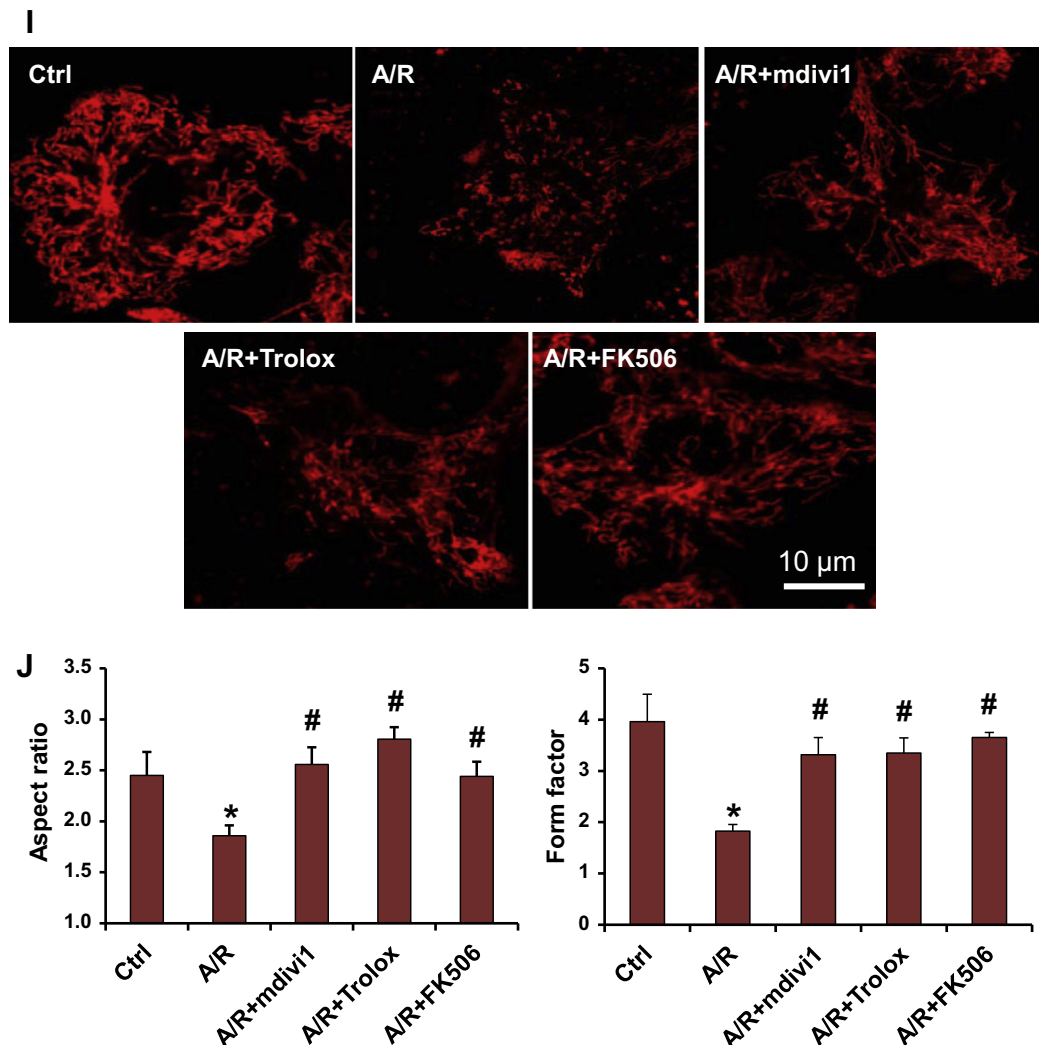 I
Ctrl
A/R
A/R+mdivi1
A/R+Trolox
A/R+FK506
10 µm
J
Aspect ratio
3.5
3.0
2.5
2.0
1.5
1.0
#
#
#
*
Ctrl
A/R
A/R+mdivi1
A/R+Trolox
A/R+FK506
Form factor
5
4
3
2
1
0
#
#
#
*
Ctrl
A/R
A/R+mdivi1
A/R+Trolox
A/R+FK506